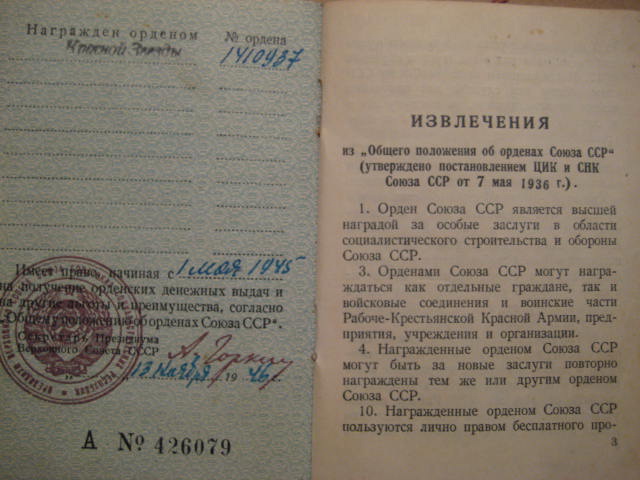 Награжден орденом № ордена
Красной Звезды 1410937
Имеет право, начиная с 1 мая 1945
на получение орденских денежных выдач и
на другие льготы и преимущества, согласно
„Общему положению об орденах Союза ССР“.
Секретарь Президиума
Верховного Совета СССР А. Горкин
13 Ноября 1946 г.
А № 426079
ИЗВЛЕЧЕНИЯ
из „Общего положения об орденах Союза ССР“
(утверждено постановлением ЦИК и СНК
Союза ССР от 7 мая 1936 г.).
1. Орден Союза ССР является высшей
наградой за особые заслуги в области
социалистического строительства и обороны
Союза ССР.
3. Орденами Союза ССР могут награ-
ждаться как отдельные граждане, так и
войсковые соединения и воинские части
Рабоче-Крестьянской Красной Армии, пред-
приятия, учреждения и организации.
4. Награжденные орденом Союза ССР
могут быть за новые заслуги повторно
награждены тем же или другим орденом
Союза ССР.
10. Награжденные орденом Союза ССР
пользуются лично правом бесплатного про-
3